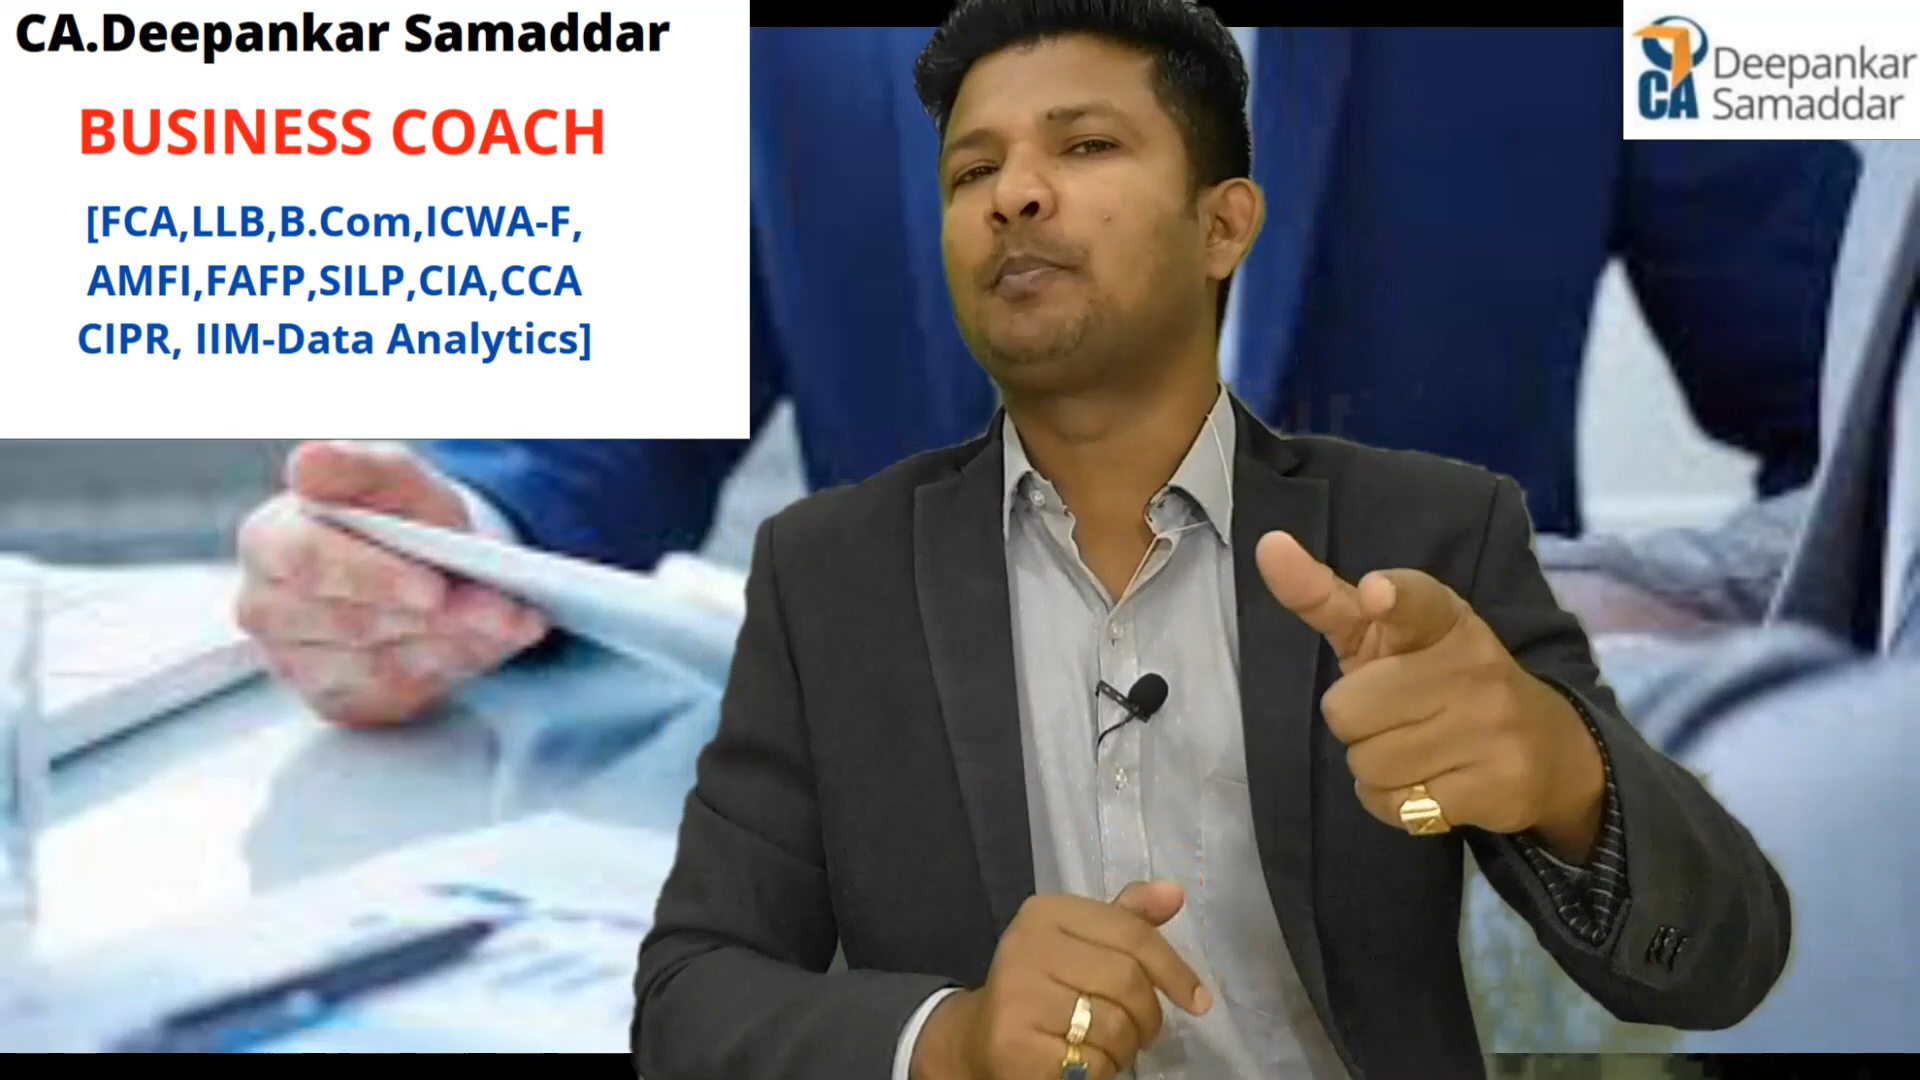 CA.Deepankar Samaddar
BUSINESS COACH
[FCA,LLB,B.Com,ICWA-F,
AMFI,FAFP,SILP,CIA,CCA
CIPR, IIM-Data Analytics]
CA
Deepankar
Samaddar